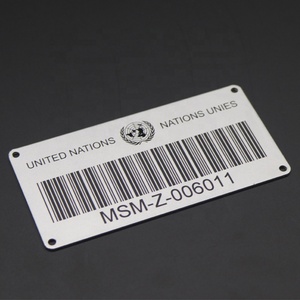 UNITED NATIONS NATIONS UNIES
MSM-Z-006011